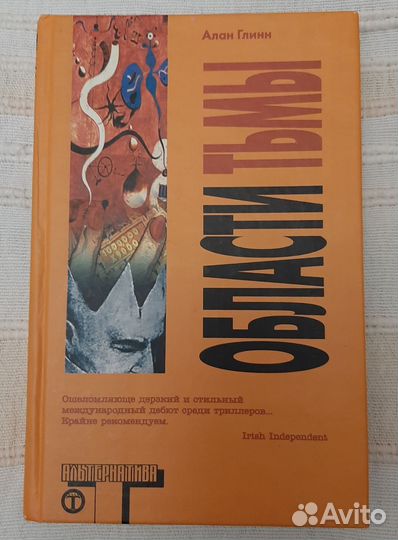 Алан Глинн
ОБЛАСТИ ТЬМЫ
Ошеломляюще дерзкий и стильный
международный дебют среди триллеров...
Крайне рекомендуем.
Irish Independent
АЛЬТЕРНАТИВА
T
Avito